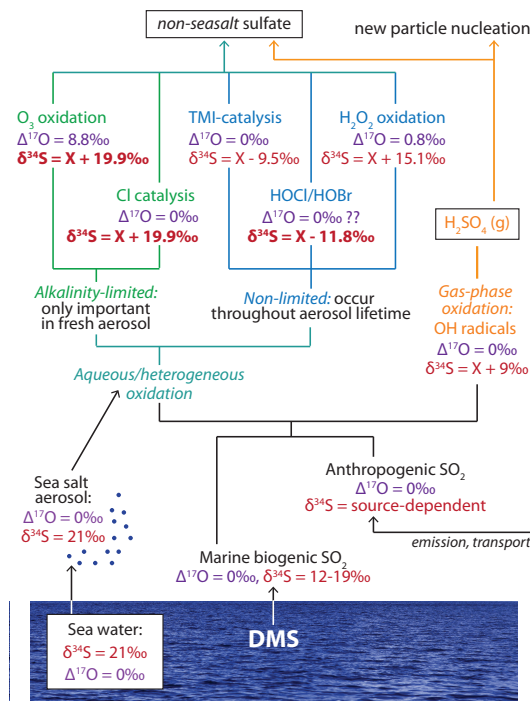 non-seasalt sulfate
new particle nucleation
O3 oxidation
Δ17O = 8.8‰
δ34S = X + 19.9‰
TMI-catalysis
Δ17O = 0‰
δ34S = X - 9.5‰
H2O2 oxidation
Δ17O = 0.8‰
δ34S = X + 15.1‰
Cl catalysis
Δ17O = 0‰
δ34S = X + 19.9‰
HOCl/HOBr
Δ17O = 0‰ ??
δ34S = X - 11.8‰
H2SO4 (g)
Alkalinity-limited:
only important
in fresh aerosol
Non-limited: occur
throughout aerosol lifetime
Gas-phase
oxidation:
OH radicals
Δ17O = 0‰
δ34S = X + 9‰
Aqueous/heterogeneous
oxidation
Sea salt
aerosol:
Δ17O = 0‰
δ34S = 21‰
Anthropogenic SO2
Δ17O = 0‰
δ34S = source-dependent
emission, transport
Marine biogenic SO2
Δ17O = 0‰, δ34S = 12-19‰
Sea water:
δ34S = 21‰
Δ17O = 0‰
DMS